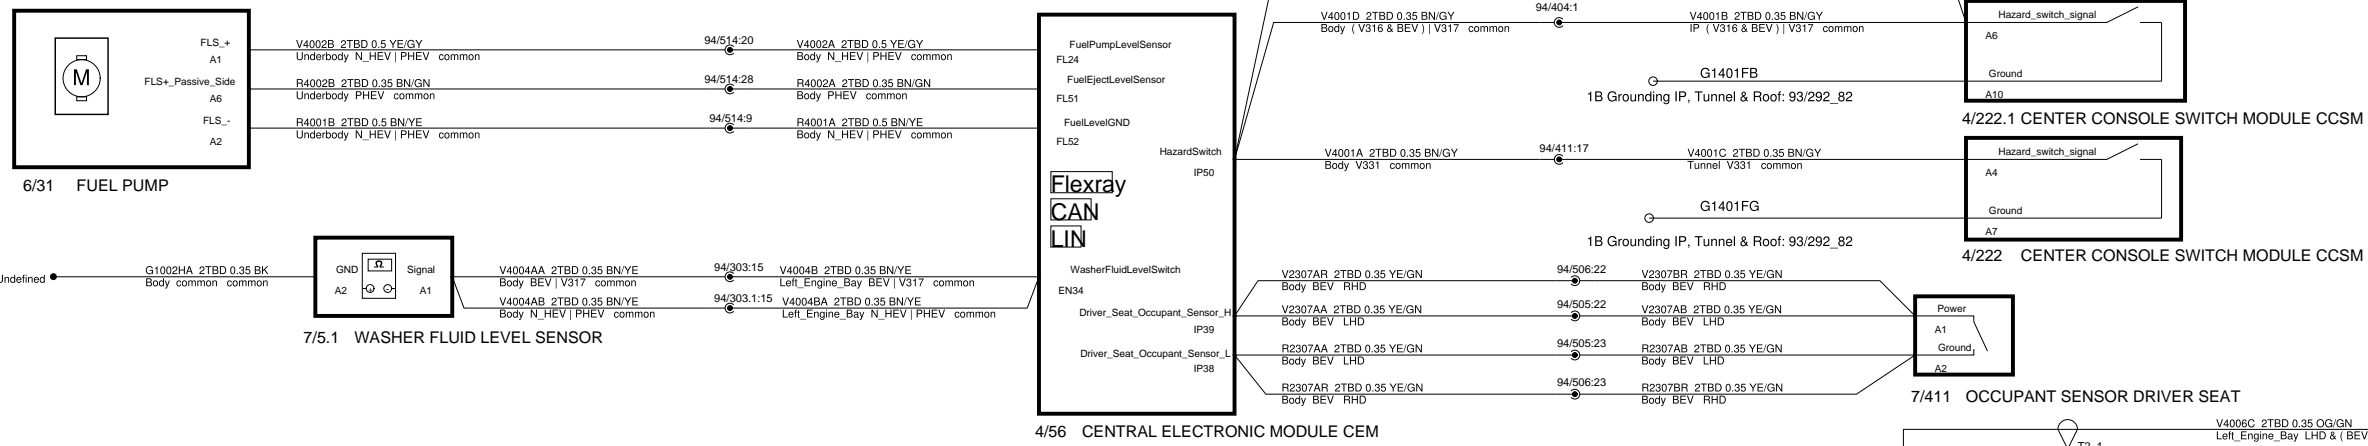 M
FLS_+
A1
FLS+_Passive_Side
A6
FLS_-
A2
6/31 FUEL PUMP
V4002B 2TBD 0.5 YE/GY
Underbody N_HEV | PHEV common
94/514:20
V4002A 2TBD 0.5 YE/GY
Body N_HEV | PHEV common
R4002B 2TBD 0.35 BN/GN
Underbody PHEV common
94/514:28
R4002A 2TBD 0.35 BN/GN
Body PHEV common
R4001B 2TBD 0.5 BN/YE
Underbody N_HEV | PHEV common
94/514:9
R4001A 2TBD 0.5 BN/YE
Body N_HEV | PHEV common
FuelPumpLevelSensor
FL24
FuelEjectLevelSensor
FL51
FuelLevelGND
FL52
HazardSwitch
IP50
Flexray
CAN
LIN
WasherFluidLevelSwitch
EN34
Driver_Seat_Occupant_Sensor_H
IP39
Driver_Seat_Occupant_Sensor_L
IP38
4/56 CENTRAL ELECTRONIC MODULE CEM
Undefined
G1002HA 2TBD 0.35 BK
Body common common
GND
A2
Ω
Signal
A1
7/5.1 WASHER FLUID LEVEL SENSOR
V4004AA 2TBD 0.35 BN/YE
Body BEV | V317 common
94/303:15
V4004B 2TBD 0.35 BN/YE
Left_Engine_Bay BEV | V317 common
V4004AB 2TBD 0.35 BN/YE
Body N_HEV | PHEV common
94/303.1:15
V4004BA 2TBD 0.35 BN/YE
Left_Engine_Bay N_HEV | PHEV common
V4001D 2TBD 0.35 BN/GY
Body ( V316 & BEV ) | V317 common
94/404:1
V4001B 2TBD 0.35 BN/GY
IP ( V316 & BEV ) | V317 common
G1401FB
1B Grounding IP, Tunnel & Roof: 93/292_82
Hazard_switch_signal
A6
Ground
A10
4/222.1 CENTER CONSOLE SWITCH MODULE CCSM
V4001A 2TBD 0.35 BN/GY
Body V331 common
94/411:17
V4001C 2TBD 0.35 BN/GY
Tunnel V331 common
G1401FG
1B Grounding IP, Tunnel & Roof: 93/292_82
Hazard_switch_signal
A4
Ground
A7
4/222 CENTER CONSOLE SWITCH MODULE CCSM
V2307AR 2TBD 0.35 YE/GN
Body BEV RHD
94/506:22
V2307BR 2TBD 0.35 YE/GN
Body BEV RHD
V2307AA 2TBD 0.35 YE/GN
Body BEV LHD
94/505:22
V2307AB 2TBD 0.35 YE/GN
Body BEV LHD
R2307AA 2TBD 0.35 YE/GN
Body BEV LHD
94/505:23
R2307AB 2TBD 0.35 YE/GN
Body BEV LHD
R2307AR 2TBD 0.35 YE/GN
Body BEV RHD
94/506:23
R2307BR 2TBD 0.35 YE/GN
Body BEV RHD
Power
A1
Ground
A2
7/411 OCCUPANT SENSOR DRIVER SEAT
V4006C 2TBD 0.35 OG/GN
Left_Engine_Bay LHD & ( BEV